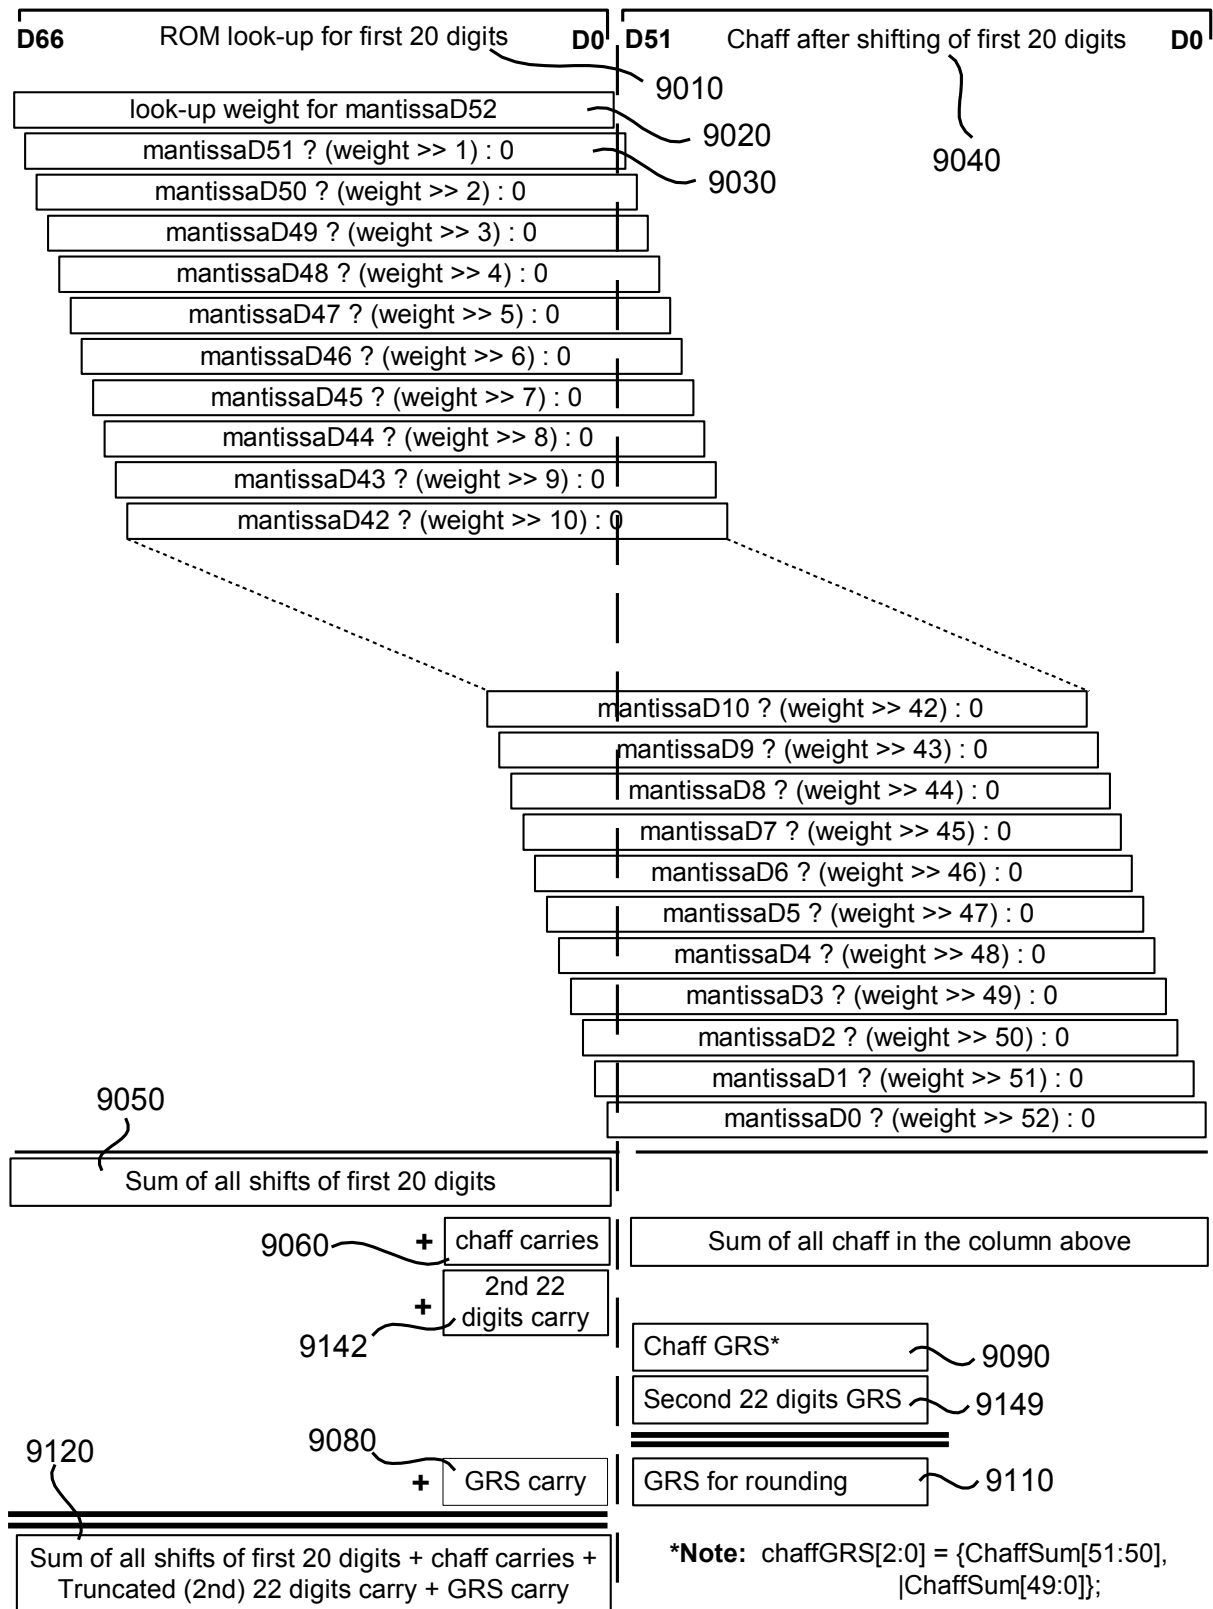 D66 ROM look-up for first 20 digits D0 D51 Chaff after shifting of first 20 digits D0
9010
look-up weight for mantissaD52
9020
mantissaD51 ? (weight >> 1) : 0
9040
9030
mantissaD50 ? (weight >> 2) : 0
mantissaD49 ? (weight >> 3) : 0
mantissaD48 ? (weight >> 4) : 0
mantissaD47 ? (weight >> 5) : 0
mantissaD46 ? (weight >> 6) : 0
mantissaD45 ? (weight >> 7) : 0
mantissaD44 ? (weight >> 8) : 0
mantissaD43 ? (weight >> 9) : 0
mantissaD42 ? (weight >> 10) : 0
mantissaD10 ? (weight >> 42) : 0
mantissaD9 ? (weight >> 43) : 0
mantissaD8 ? (weight >> 44) : 0
mantissaD7 ? (weight >> 45) : 0
mantissaD6 ? (weight >> 46) : 0
mantissaD5 ? (weight >> 47) : 0
mantissaD4 ? (weight >> 48) : 0
mantissaD3 ? (weight >> 49) : 0
mantissaD2 ? (weight >> 50) : 0
mantissaD1 ? (weight >> 51) : 0
9050
mantissaD0 ? (weight >> 52) : 0
Sum of all shifts of first 20 digits
9060 + chaff carries Sum of all chaff in the column above
+ 2nd 22
digits carry
9142
Chaff GRS* 9090
Second 22 digits GRS 9149
9120 9080
+ GRS carry GRS for rounding 9110
Sum of all shifts of first 20 digits + chaff carries +
Truncated (2nd) 22 digits carry + GRS carry
*Note: chaffGRS[2:0] = {ChaffSum[51:50],
|ChaffSum[49:0]};